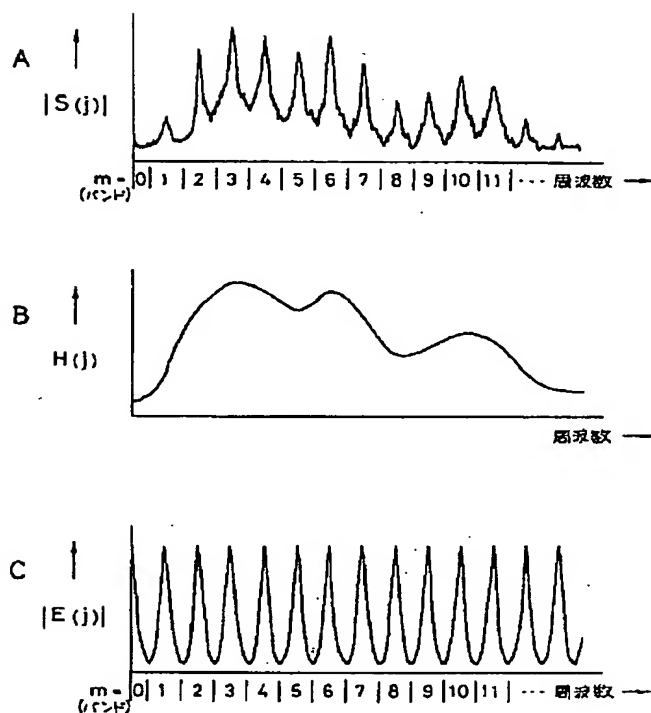 A
|S(j)|
m = 0 | 1 | 2 | 3 | 4 | 5 | 6 | 7 | 8 | 9 | 10 | 11 | ··· 周波数 →
(バンド)
B
H(j)
周波数 →
C
|E(j)|
m = 0 | 1 | 2 | 3 | 4 | 5 | 6 | 7 | 8 | 9 | 10 | 11 | ··· 周波数 →
(バンド)